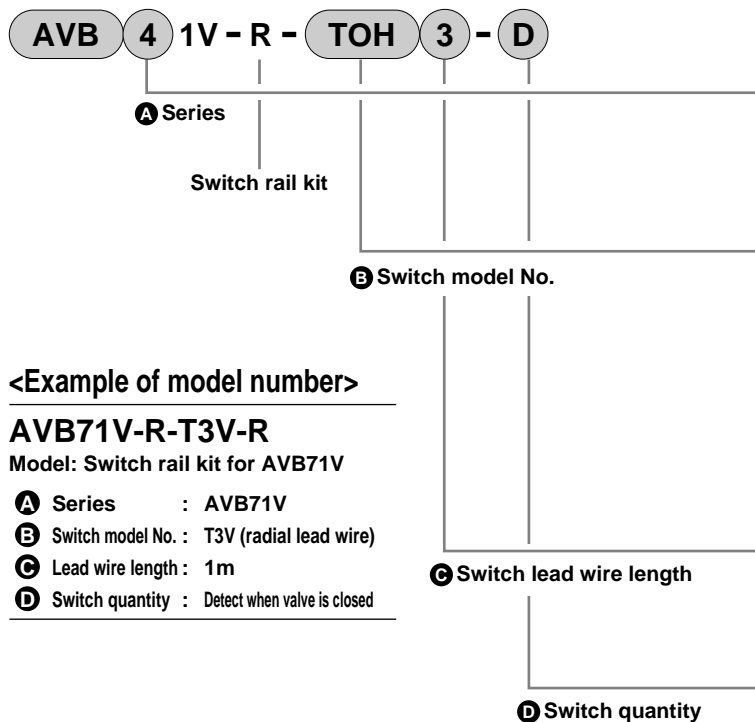 AVB 4 1V - R - TOH 3 - D
A Series
Switch rail kit
B Switch model No.
<Example of model number>
AVB71V-R-T3V-R
Model: Switch rail kit for AVB71V
A Series : AVB71V
B Switch model No. : T3V (radial lead wire)
C Lead wire length : 1m
D Switch quantity : Detect when valve is closed
C Switch lead wire length
D Switch quantity